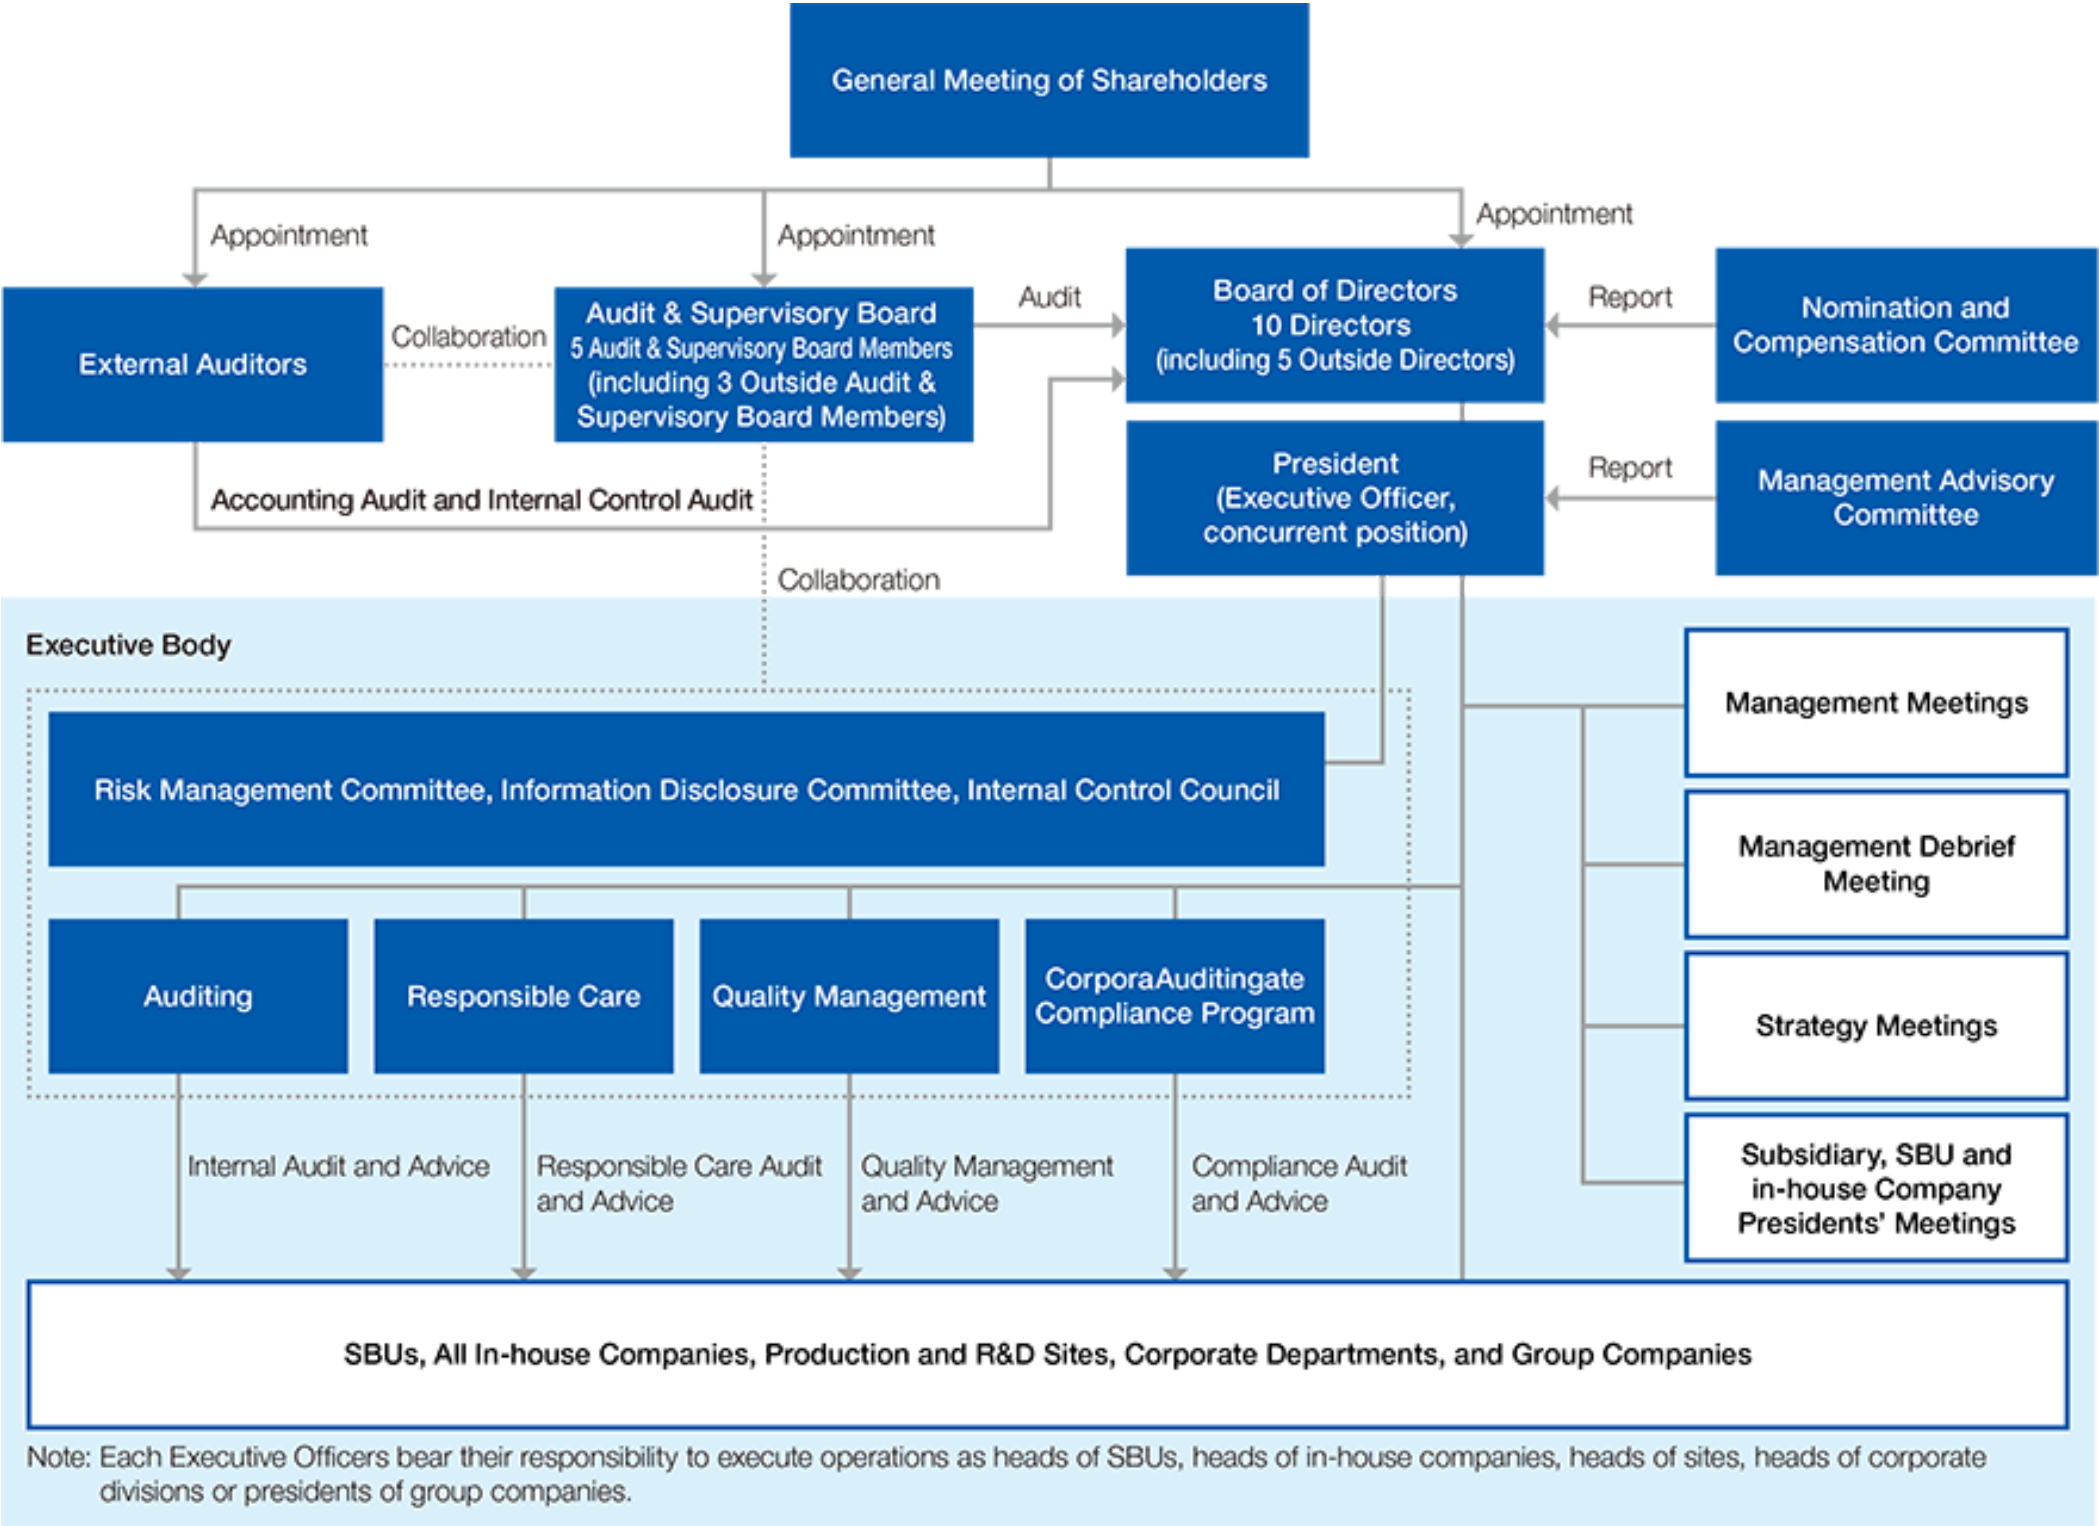 General Meeting of Shareholders
Appointment
Appointment
Appointment
External Auditors
Collaboration
Audit & Supervisory Board
5 Audit & Supervisory Board Members
(including 3 Outside Audit &
Supervisory Board Members)
Audit
Board of Directors
10 Directors
(including 5 Outside Directors)
Report
Nomination and
Compensation Committee
Accounting Audit and Internal Control Audit
President
(Executive Officer,
concurrent position)
Report
Management Advisory
Committee
Collaboration
Executive Body
Risk Management Committee, Information Disclosure Committee, Internal Control Council
Management Meetings
Management Debrief
Meeting
Strategy Meetings
Subsidiary, SBU and
in-house Company
Presidents' Meetings
Auditing
Responsible Care
Quality Management
CorporaAuditingate
Compliance Program
Internal Audit and Advice
Responsible Care Audit
and Advice
Quality Management
and Advice
Compliance Audit
and Advice
SBUs, All In-house Companies, Production and R&D Sites, Corporate Departments, and Group Companies
Note: Each Executive Officers bear their responsibility to execute operations as heads of SBUs, heads of in-house companies, heads of sites, heads of corporate
divisions or presidents of group companies.